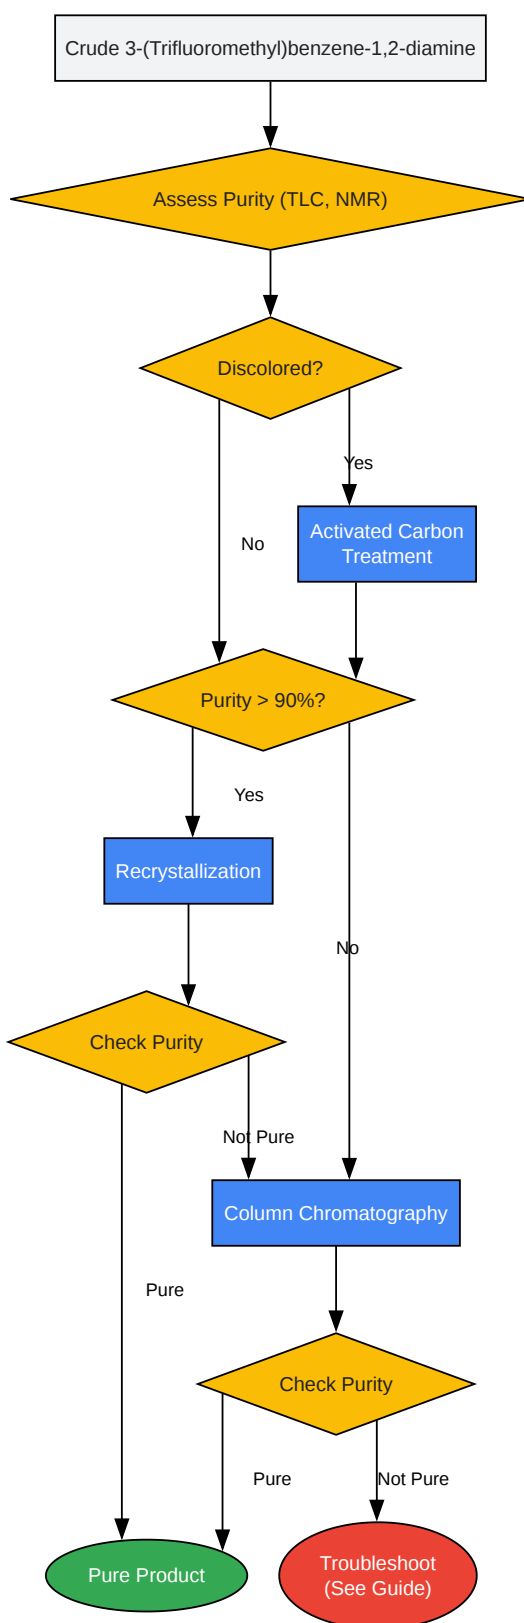 Crude 3-(Trifluoromethyl)benzene-1,2-diamine
Assess Purity (TLC, NMR)
Discolored?
Yes
Activated Carbon
Treatment
No
Purity > 90%?
Yes
Recrystallization
No
Check Purity
Not Pure
Column Chromatography
Pure
Check Purity
Pure
Not Pure
Pure Product
Troubleshoot
(See Guide)